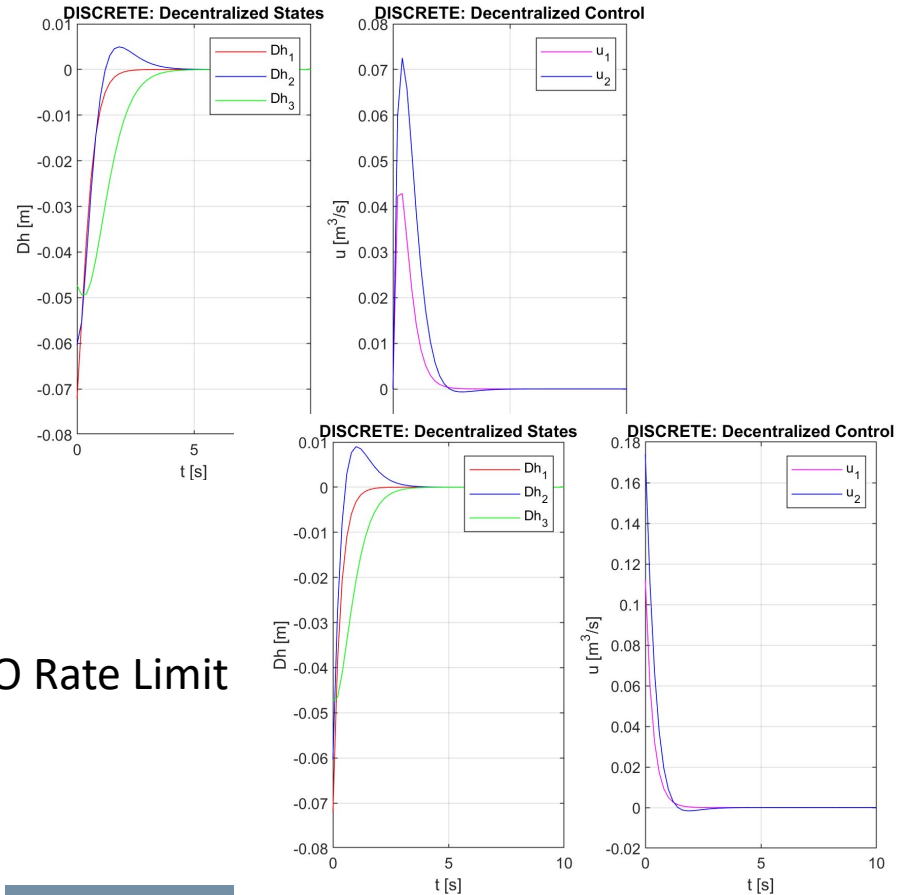 DISCRETE: Decentralized States
0.01
0
-0.01
-0.02
-0.03
-0.04
-0.05
-0.06
-0.07
-0.08
Dh [m]
0
5
t [s]
Dh1
Dh2
Dh3
DISCRETE: Decentralized Control
0.08
0.07
0.06
0.05
0.04
0.03
0.02
0.01
0
u [m^3/s]
u1
u2
O Rate Limit
DISCRETE: Decentralized States
0.01
0
-0.01
-0.02
-0.03
-0.04
-0.05
-0.06
-0.07
-0.08
Dh [m]
0
5
10
t [s]
Dh1
Dh2
Dh3
DISCRETE: Decentralized Control
0.18
0.16
0.14
0.12
0.1
0.08
0.06
0.04
0.02
0
-0.02
u [m^3/s]
0
5
10
t [s]
u1
u2